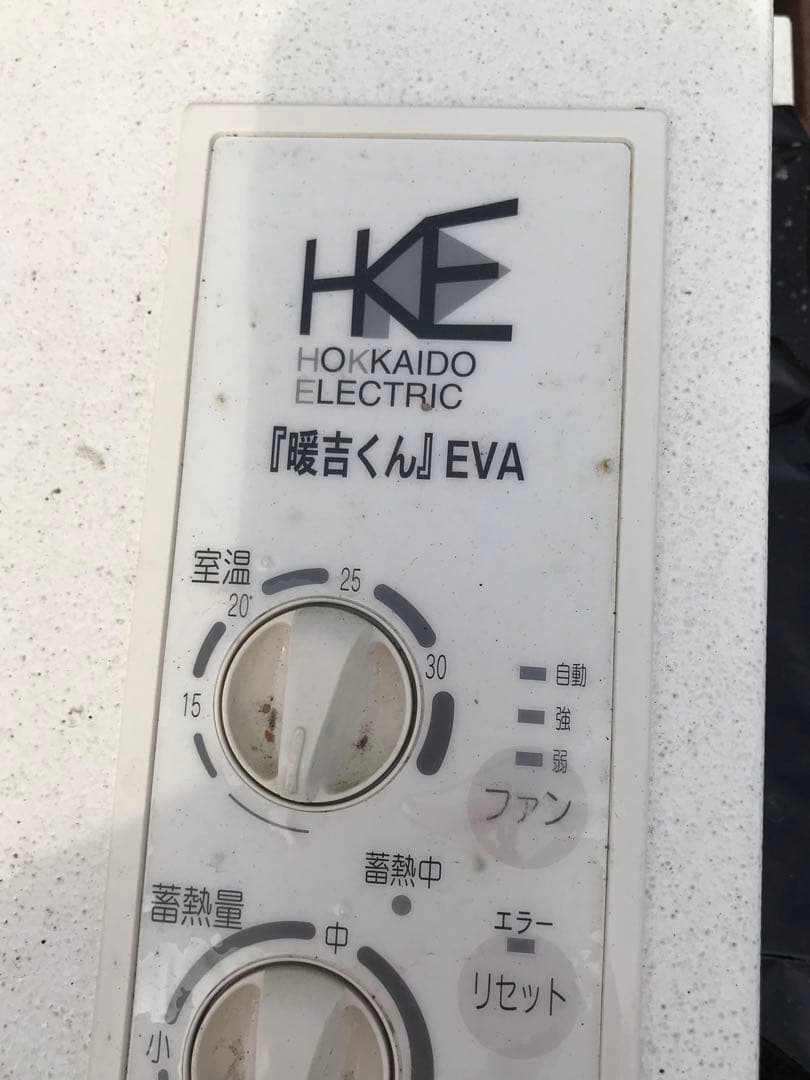 HKE
HOKKAIDO
ELECTRIC
『暖吉くん』EVA
室温
15
20
25
30
自動
強
弱
ファン
蓄熱中
蓄熱量
小
中
エラー
リセット